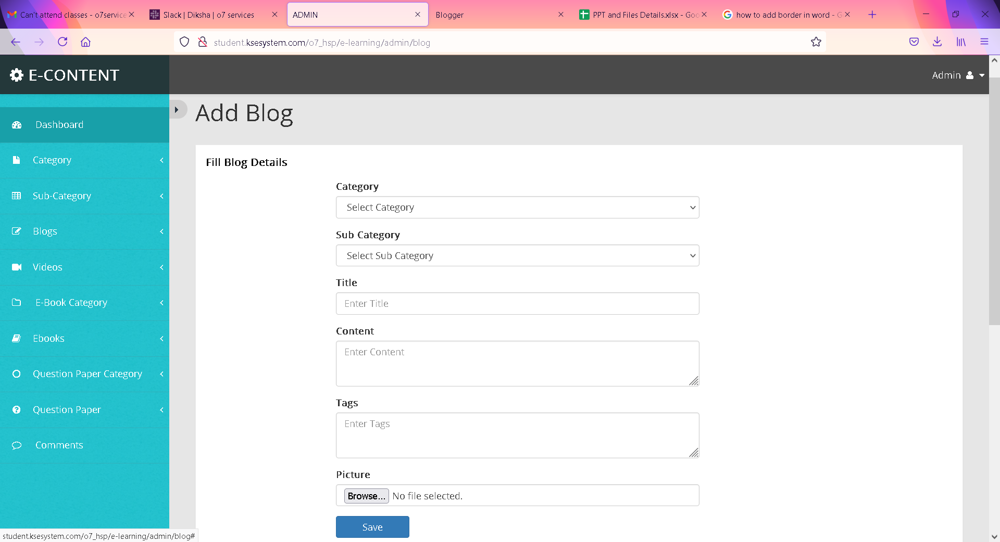 Can't attend classes - o7service
Slack | Diksha | o7 services
ADMIN
Blogger
PPT and Files Details.xlsx - Goo
how to add border in word - G
student.ksesystem.com/o7_hsp/e-learning/admin/blog
E-CONTENT
Admin
Dashboard
Category
Sub-Category
Blogs
Videos
E-Book Category
Ebooks
Question Paper Category
Question Paper
Comments
Add Blog
Fill Blog Details
Category
Select Category
Sub Category
Select Sub Category
Title
Enter Title
Content
Enter Content
Tags
Enter Tags
Picture
Browse... No file selected.
Save
student.ksesystem.com/o7_hsp/e-learning/admin/blog#